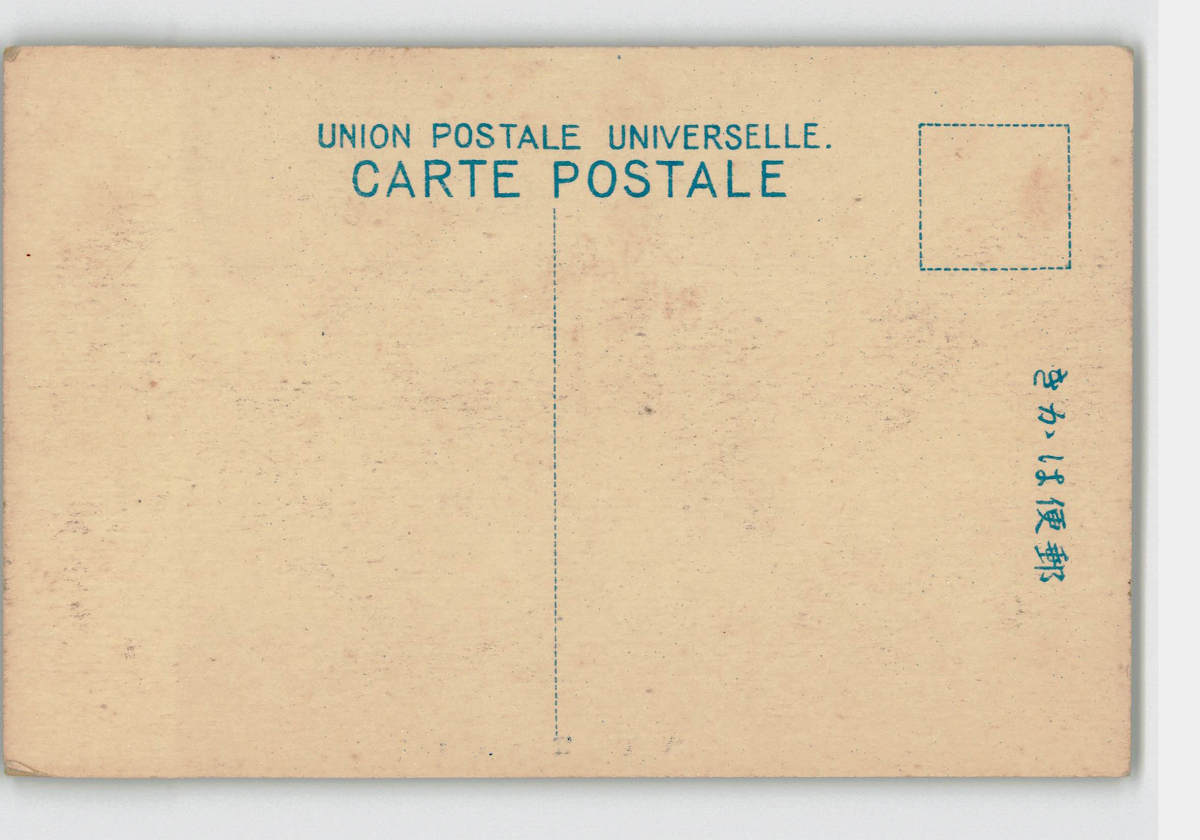 UNION POSTALE UNIVERSELLE.
CARTE POSTALE
郵便はかき